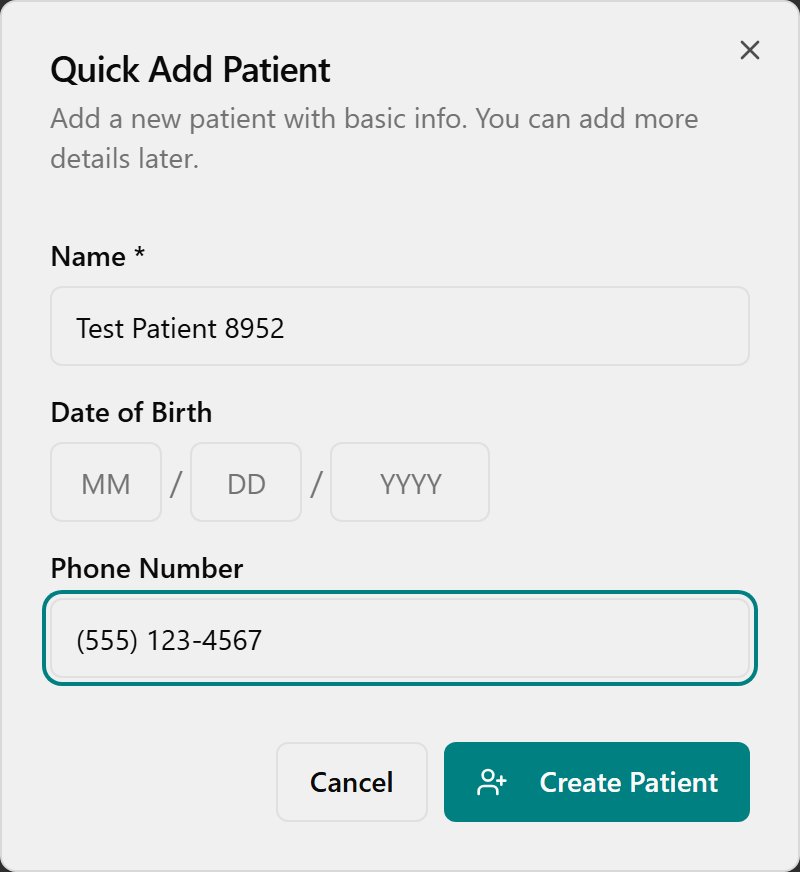 Quick Add Patient
Add a new patient with basic info. You can add more
details later.
Name *
Test Patient 8952
Date of Birth
MM / DD / YYYY
Phone Number
(555) 123-4567
Cancel
Create Patient